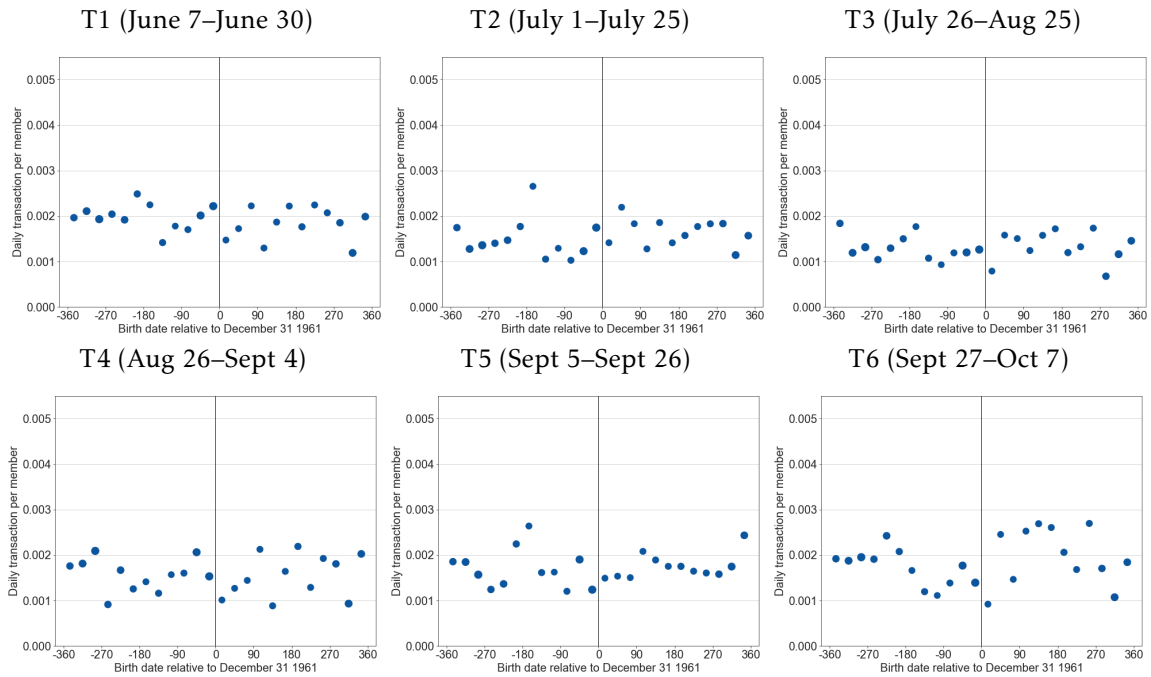 T1 (June 7–June 30)
T2 (July 1–July 25)
T3 (July 26–Aug 25)
Daily transaction per member
0.005
0.004
0.003
0.002
0.001
0.000
-360 -270 -180 -90 0 90 180 270 360
Birth date relative to December 31 1961
Daily transaction per member
0.005
0.004
0.003
0.002
0.001
0.000
-360 -270 -180 -90 0 90 180 270 360
Birth date relative to December 31 1961
Daily transaction per member
0.005
0.004
0.003
0.002
0.001
0.000
-360 -270 -180 -90 0 90 180 270 360
Birth date relative to December 31 1961
T4 (Aug 26–Sept 4)
T5 (Sept 5–Sept 26)
T6 (Sept 27–Oct 7)
Daily transaction per member
0.005
0.004
0.003
0.002
0.001
0.000
-360 -270 -180 -90 0 90 180 270 360
Birth date relative to December 31 1961
Daily transaction per member
0.005
0.004
0.003
0.002
0.001
0.000
-360 -270 -180 -90 0 90 180 270 360
Birth date relative to December 31 1961
Daily transaction per member
0.005
0.004
0.003
0.002
0.001
0.000
-360 -270 -180 -90 0 90 180 270 360
Birth date relative to December 31 1961